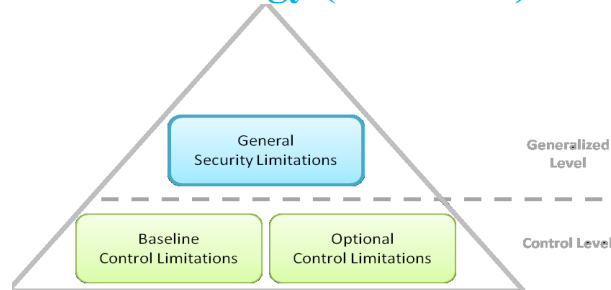 General
Security Limitations
Generalized
Level
Baseline
Control Limitations
Optional
Control Limitations
Control Level